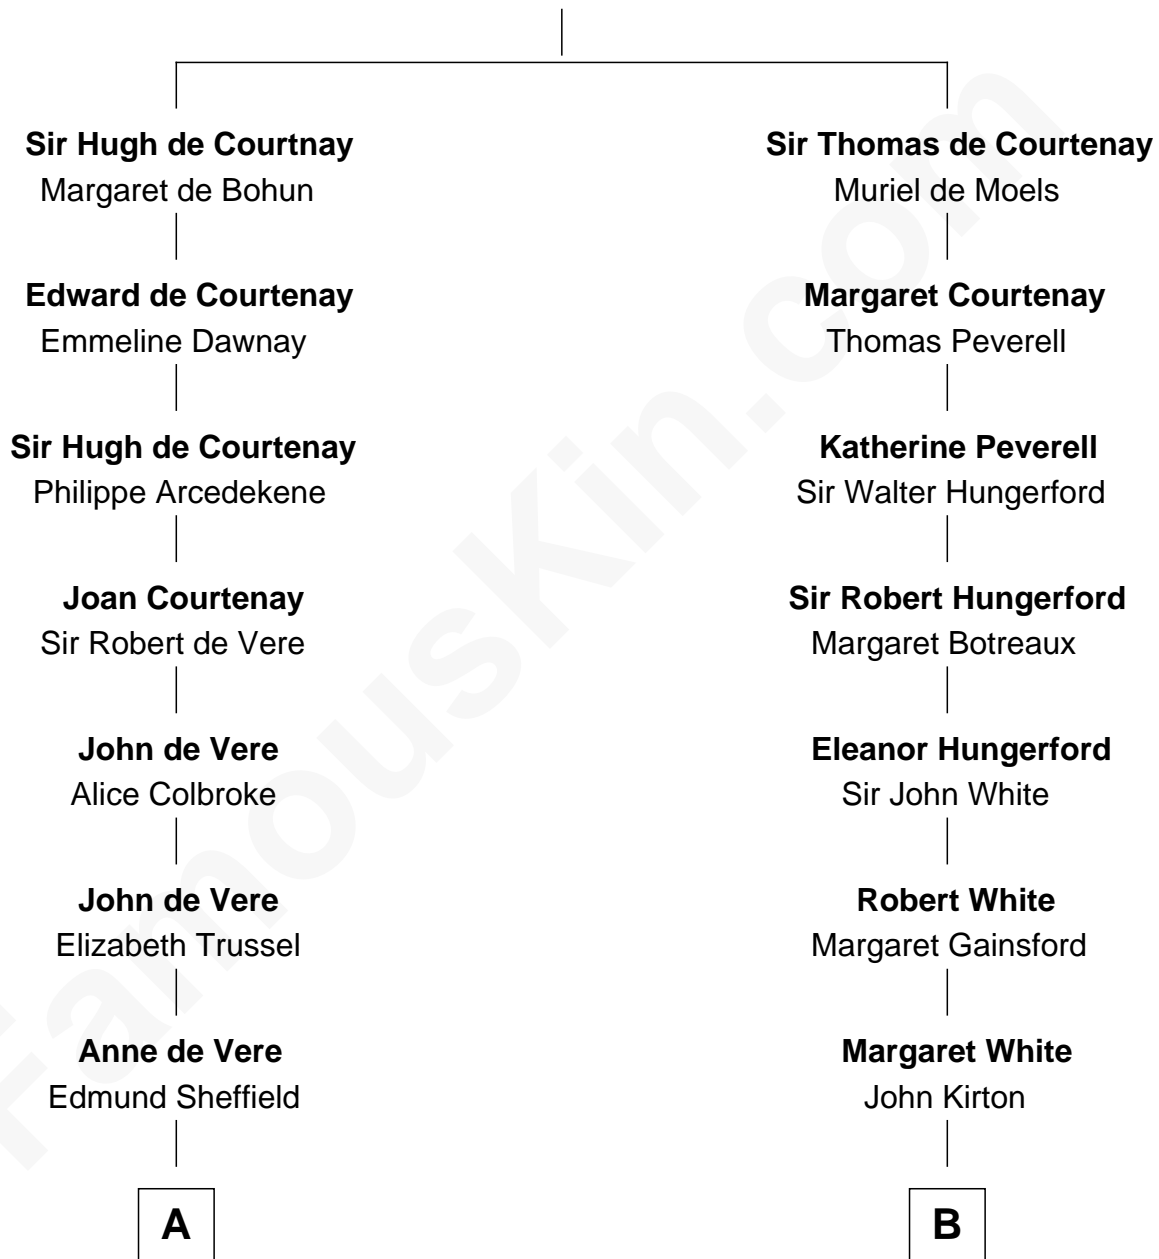 Sir Hugh de Courtnay
Margaret de Bohun
Edward de Courtenay
Emmeline Dawnay
Sir Hugh de Courtenay
Philippe Arcedekene
Joan Courtenay
Sir Robert de Vere
John de Vere
Alice Colbroke
John de Vere
Elizabeth Trussel
Anne de Vere
Edmund Sheffield
A
Sir Thomas de Courtenay
Muriel de Moels
Margaret Courtenay
Thomas Peverell
Katherine Peverell
Sir Walter Hungerford
Sir Robert Hungerford
Margaret Botreaux
Eleanor Hungerford
Sir John White
Robert White
Margaret Gainsford
Margaret White
John Kirton
B
FamousKin.com